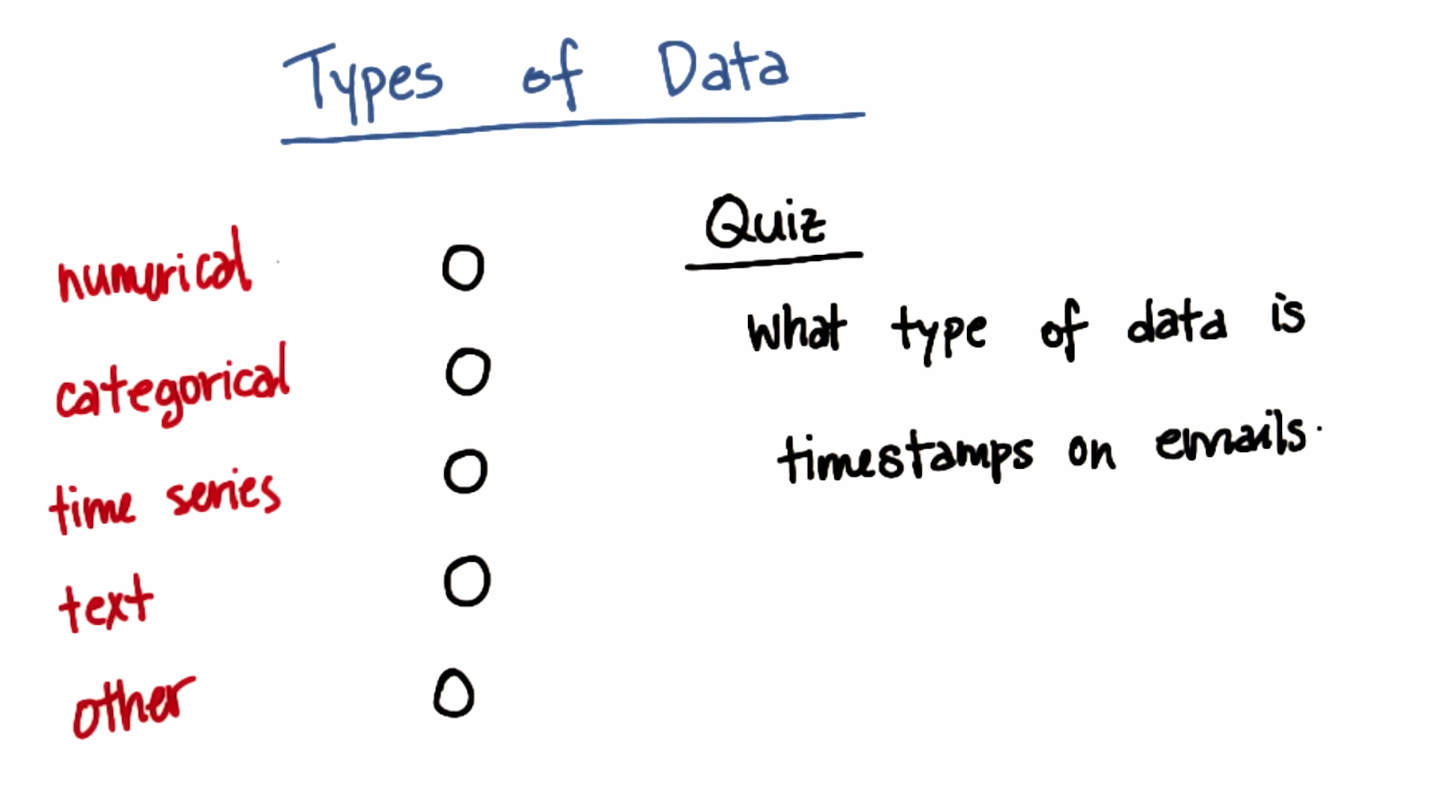 Types of Data
numerical
categorical
time series
text
other
Quiz
What type of data is
timestamps on emails.